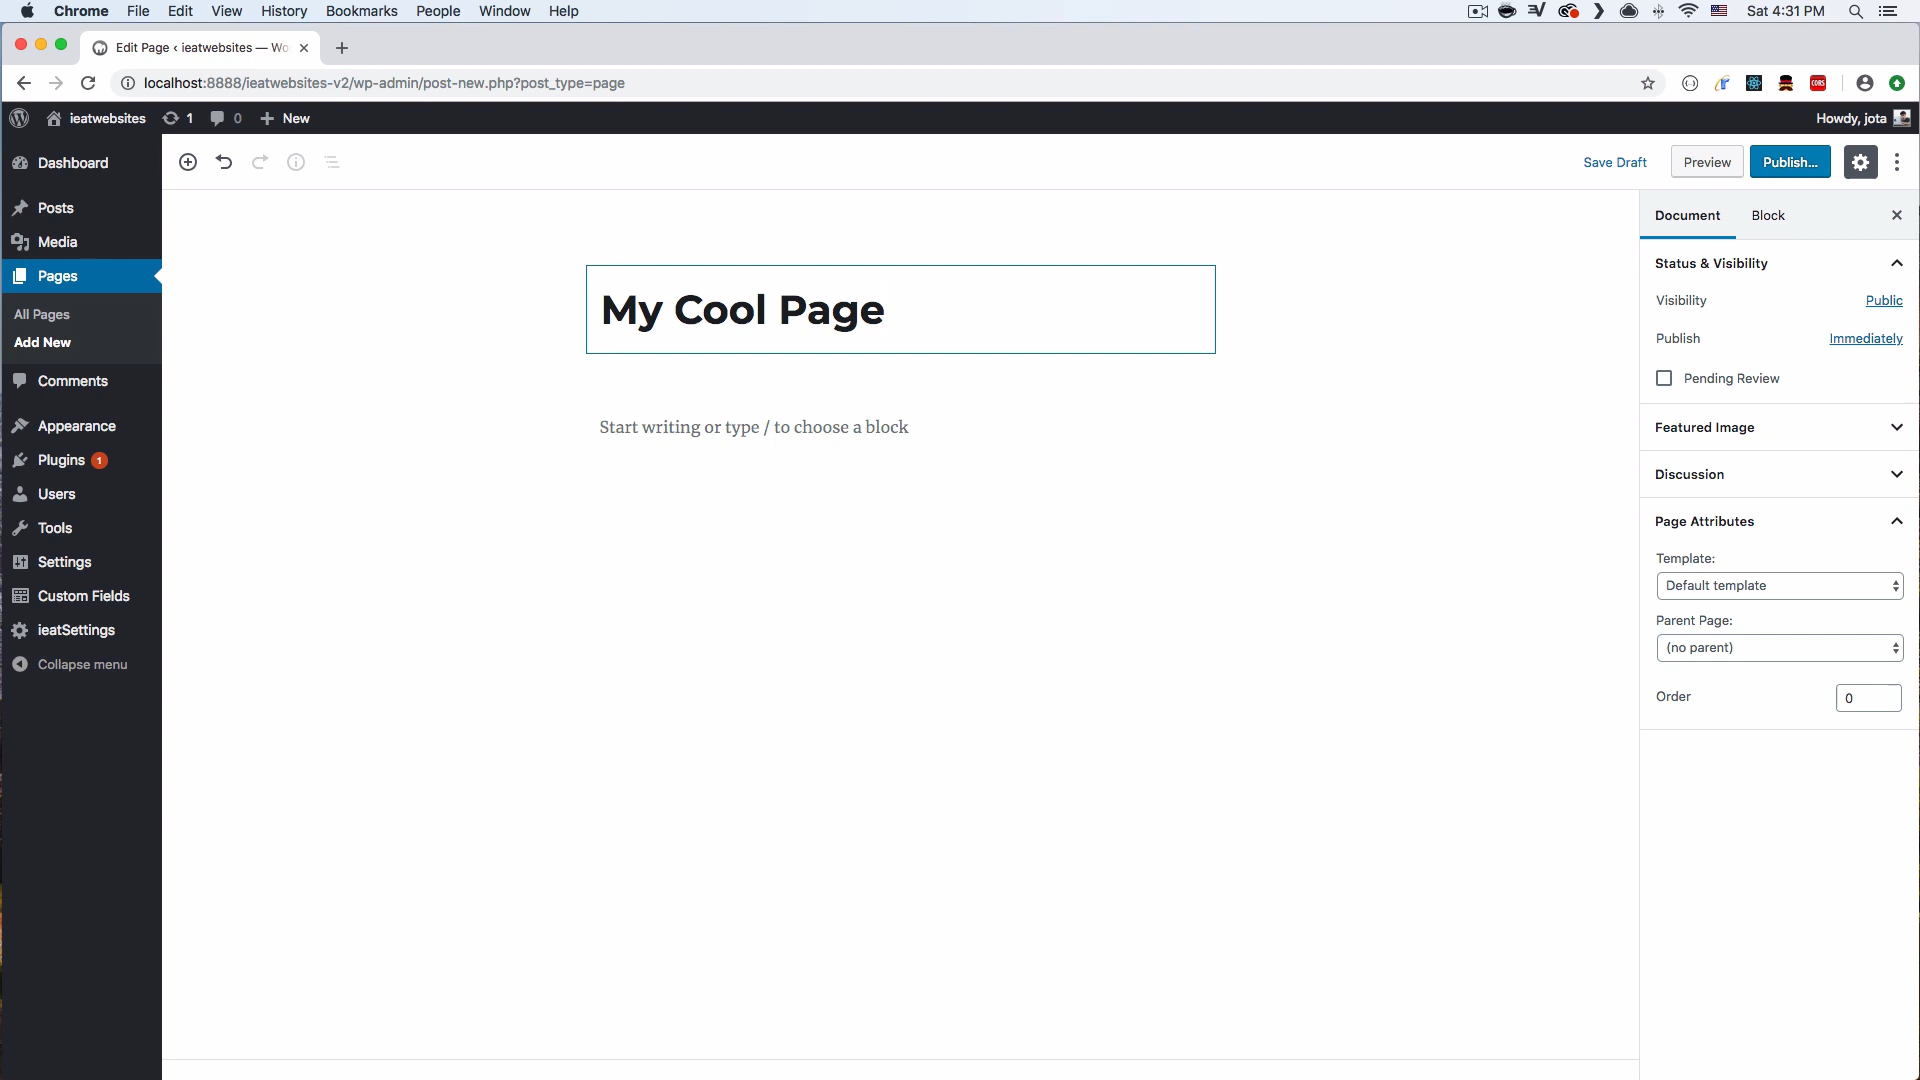 Chrome File Edit View History Bookmarks People Window Help Sat 4:31 PM
Edit Page ‹ ieatwebsites — Wo
localhost:8888/ieatwebsites-v2/wp-admin/post-new.php?post_type=page CORS
ieatwebsites 1 0 New Howdy, jota
Dashboard
Posts
Media
Pages
All Pages
Add New
Comments
Appearance
Plugins 1
Users
Tools
Settings
Custom Fields
ieatSettings
Collapse menu
Save Draft Preview Publish...
My Cool Page
Start writing or type / to choose a block
Document Block
Status & Visibility
Visibility Public
Publish Immediately
Pending Review
Featured Image
Discussion
Page Attributes
Template:
Default template
Parent Page:
(no parent)
Order 0